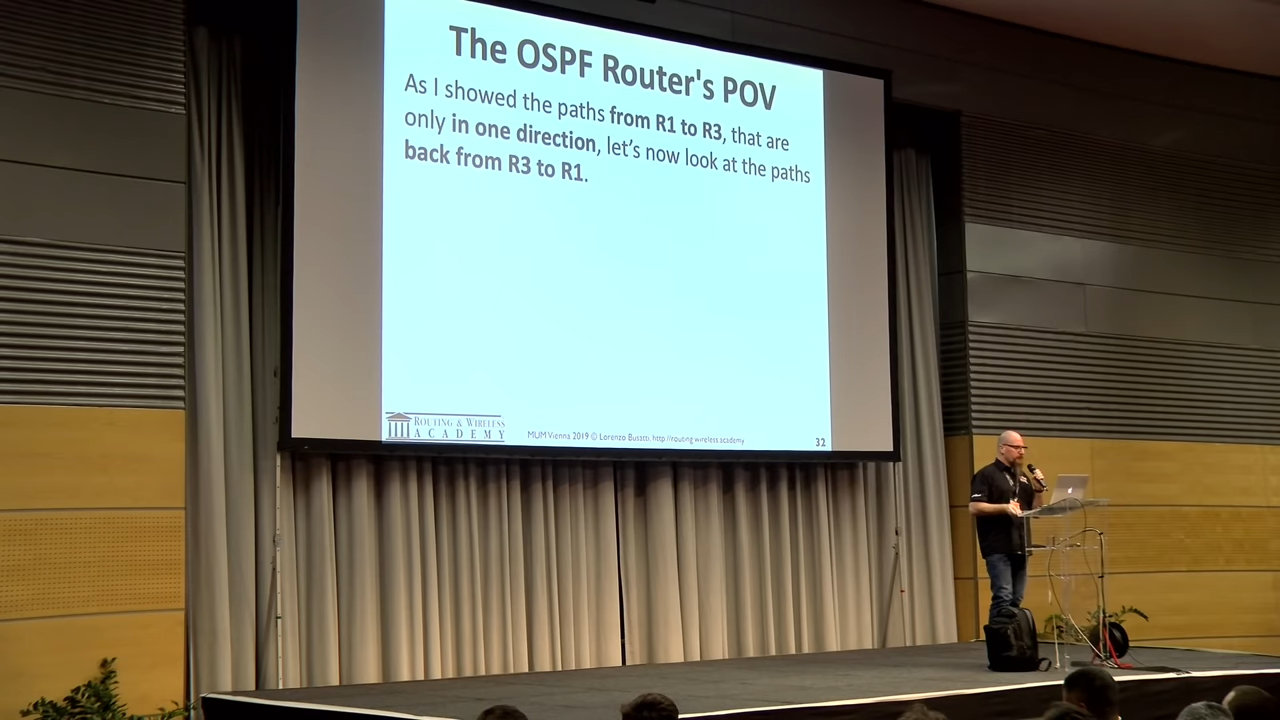 The OSPF Router's POV
As I showed the paths from R1 to R3, that are
only in one direction, let's now look at the paths
back from R3 to R1.
ROUTING & WIRELESS
ACADEMY
MUM Vienna 2019 © Lorenzo Busatti, http://routing.wireless.academy
32